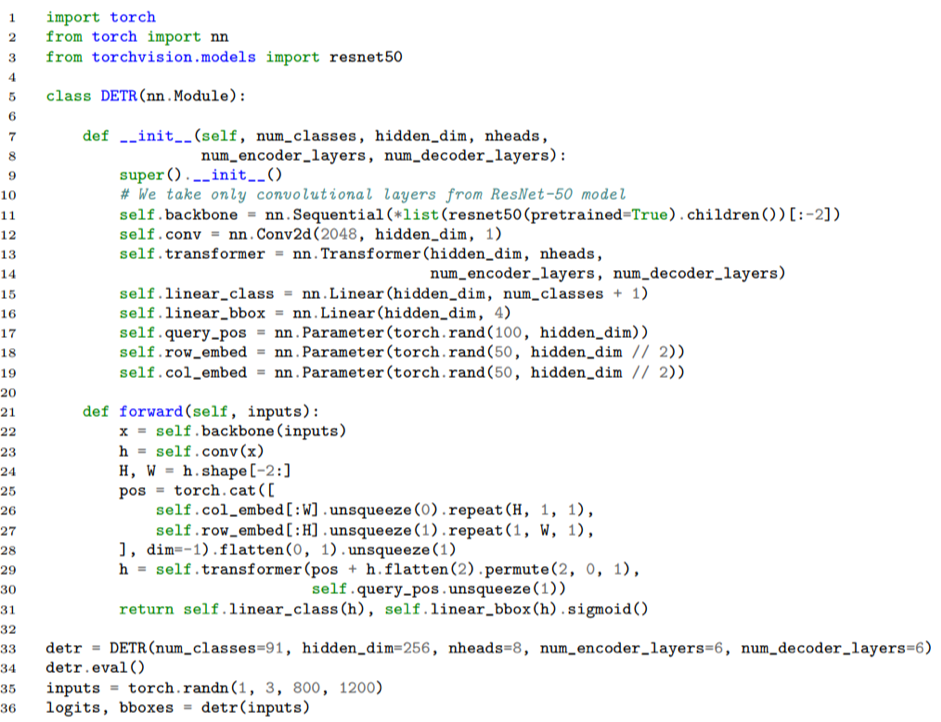 1 import torch
2 from torch import nn
3 from torchvision.models import resnet50
4
5 class DETR(nn.Module):
6
7     def __init__(self, num_classes, hidden_dim, nheads,
8                  num_encoder_layers, num_decoder_layers):
9         super().__init__()
10         # We take only convolutional layers from ResNet-50 model
11         self.backbone = nn.Sequential(*list(resnet50(pretrained=True).children())[:-2])
12         self.conv = nn.Conv2d(2048, hidden_dim, 1)
13         self.transformer = nn.Transformer(hidden_dim, nheads,
14                                           num_encoder_layers, num_decoder_layers)
15         self.linear_class = nn.Linear(hidden_dim, num_classes + 1)
16         self.linear_bbox = nn.Linear(hidden_dim, 4)
17         self.query_pos = nn.Parameter(torch.rand(100, hidden_dim))
18         self.row_embed = nn.Parameter(torch.rand(50, hidden_dim // 2))
19         self.col_embed = nn.Parameter(torch.rand(50, hidden_dim // 2))
20
21     def forward(self, inputs):
22         x = self.backbone(inputs)
23         h = self.conv(x)
24         H, W = h.shape[-2:]
25         pos = torch.cat([
26             self.col_embed[:W].unsqueeze(0).repeat(H, 1, 1),
27             self.row_embed[:H].unsqueeze(1).repeat(1, W, 1),
28         ], dim=-1).flatten(0, 1).unsqueeze(1)
29         h = self.transformer(pos + h.flatten(2).permute(2, 0, 1),
30                              self.query_pos.unsqueeze(1))
31         return self.linear_class(h), self.linear_bbox(h).sigmoid()
32
33 detr = DETR(num_classes=91, hidden_dim=256, nheads=8, num_encoder_layers=6, num_decoder_layers=6)
34 detr.eval()
35 inputs = torch.randn(1, 3, 800, 1200)
36 logits, bboxes = detr(inputs)